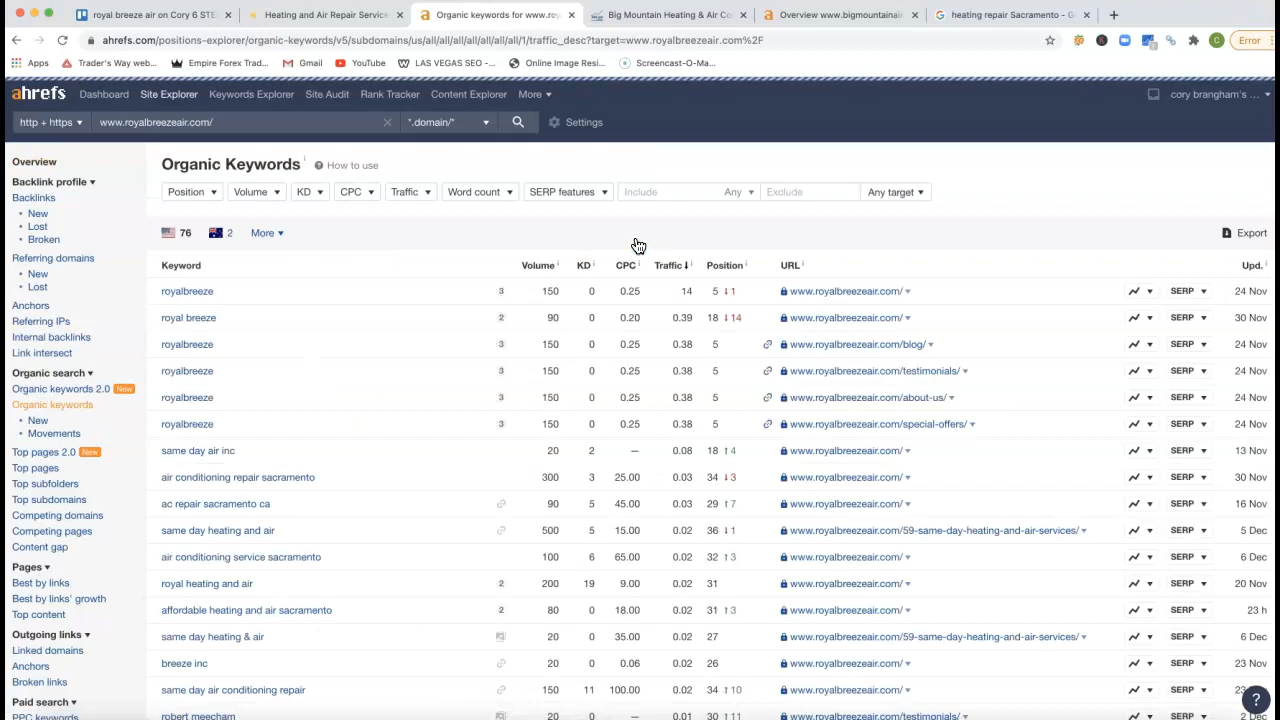 royal breeze air on Cory 6 STE
Heating and Air Repair Service
Organic keywords for www.roy
Big Mountain Heating & Air Co
Overview www.bigmountainair
heating repair Sacramento - G
ahrefs.com/positions-explorer/organic-keywords/v5/subdomains/us/all/all/all/all/all/all/all/1/traffic_desc?target=www.royalbreezeair.com%2F
Error
Apps Trader's Way web... Empire Forex Trad... Gmail YouTube LAS VEGAS SEO -... Online Image Resi... Screencast-O-Ma...
ahrefs Dashboard Site Explorer Keywords Explorer Site Audit Rank Tracker Content Explorer More cory brangham's ...
http + https www.royalbreezeair.com/ *.domain/* Settings
Overview
Backlink profile
Backlinks
New
Lost
Broken
Referring domains
New
Lost
Anchors
Referring IPs
Internal backlinks
Link intersect
Organic search
Organic keywords 2.0 New
Organic keywords
New
Movements
Top pages 2.0 New
Top pages
Top subfolders
Top subdomains
Competing domains
Competing pages
Content gap
Pages
Best by links
Best by links' growth
Top content
Outgoing links
Linked domains
Anchors
Broken links
Paid search
PPC keywords
Organic Keywords How to use
Position Volume KD CPC Traffic Word count SERP features Include Any Exclude Any target
76 2 More Export
Keyword Volume KD CPC Traffic Position URL Upd.
royalbreeze 3 150 0 0.25 14 5 ↓1 www.royalbreezeair.com/ SERP 24 Nov
royal breeze 2 90 0 0.20 0.39 18 ↓14 www.royalbreezeair.com/ SERP 30 Nov
royalbreeze 3 150 0 0.25 0.38 5 www.royalbreezeair.com/blog/ SERP 24 Nov
royalbreeze 3 150 0 0.25 0.38 5 www.royalbreezeair.com/testimonials/ SERP 24 Nov
royalbreeze 3 150 0 0.25 0.38 5 www.royalbreezeair.com/about-us/ SERP 24 Nov
royalbreeze 3 150 0 0.25 0.38 5 www.royalbreezeair.com/special-offers/ SERP 24 Nov
same day air inc 20 2 — 0.08 18 ↑4 www.royalbreezeair.com/ SERP 13 Nov
air conditioning repair sacramento 300 3 25.00 0.03 34 ↓3 www.royalbreezeair.com/ SERP 30 Nov
ac repair sacramento ca 90 5 45.00 0.03 29 ↑7 www.royalbreezeair.com/ SERP 16 Nov
same day heating and air 500 5 15.00 0.02 36 ↓1 www.royalbreezeair.com/59-same-day-heating-and-air-services/ SERP 5 Dec
air conditioning service sacramento 100 6 65.00 0.02 32 ↑3 www.royalbreezeair.com/ SERP 6 Dec
royal heating and air 2 200 19 9.00 0.02 31 www.royalbreezeair.com/ SERP 20 Nov
affordable heating and air sacramento 2 80 0 18.00 0.02 31 ↑3 www.royalbreezeair.com/ SERP 23 h
same day heating & air 20 0 35.00 0.02 27 www.royalbreezeair.com/59-same-day-heating-and-air-services/ SERP 6 Dec
breeze inc 20 0 0.06 0.02 26 www.royalbreezeair.com/ SERP 23 Nov
same day air conditioning repair 150 11 100.00 0.02 34 ↑10 www.royalbreezeair.com/ SERP 23
robert meecham 20 0 — 0.01 30 ↑11 www.royalbreezeair.com/testimonials/ SERP Dec
?